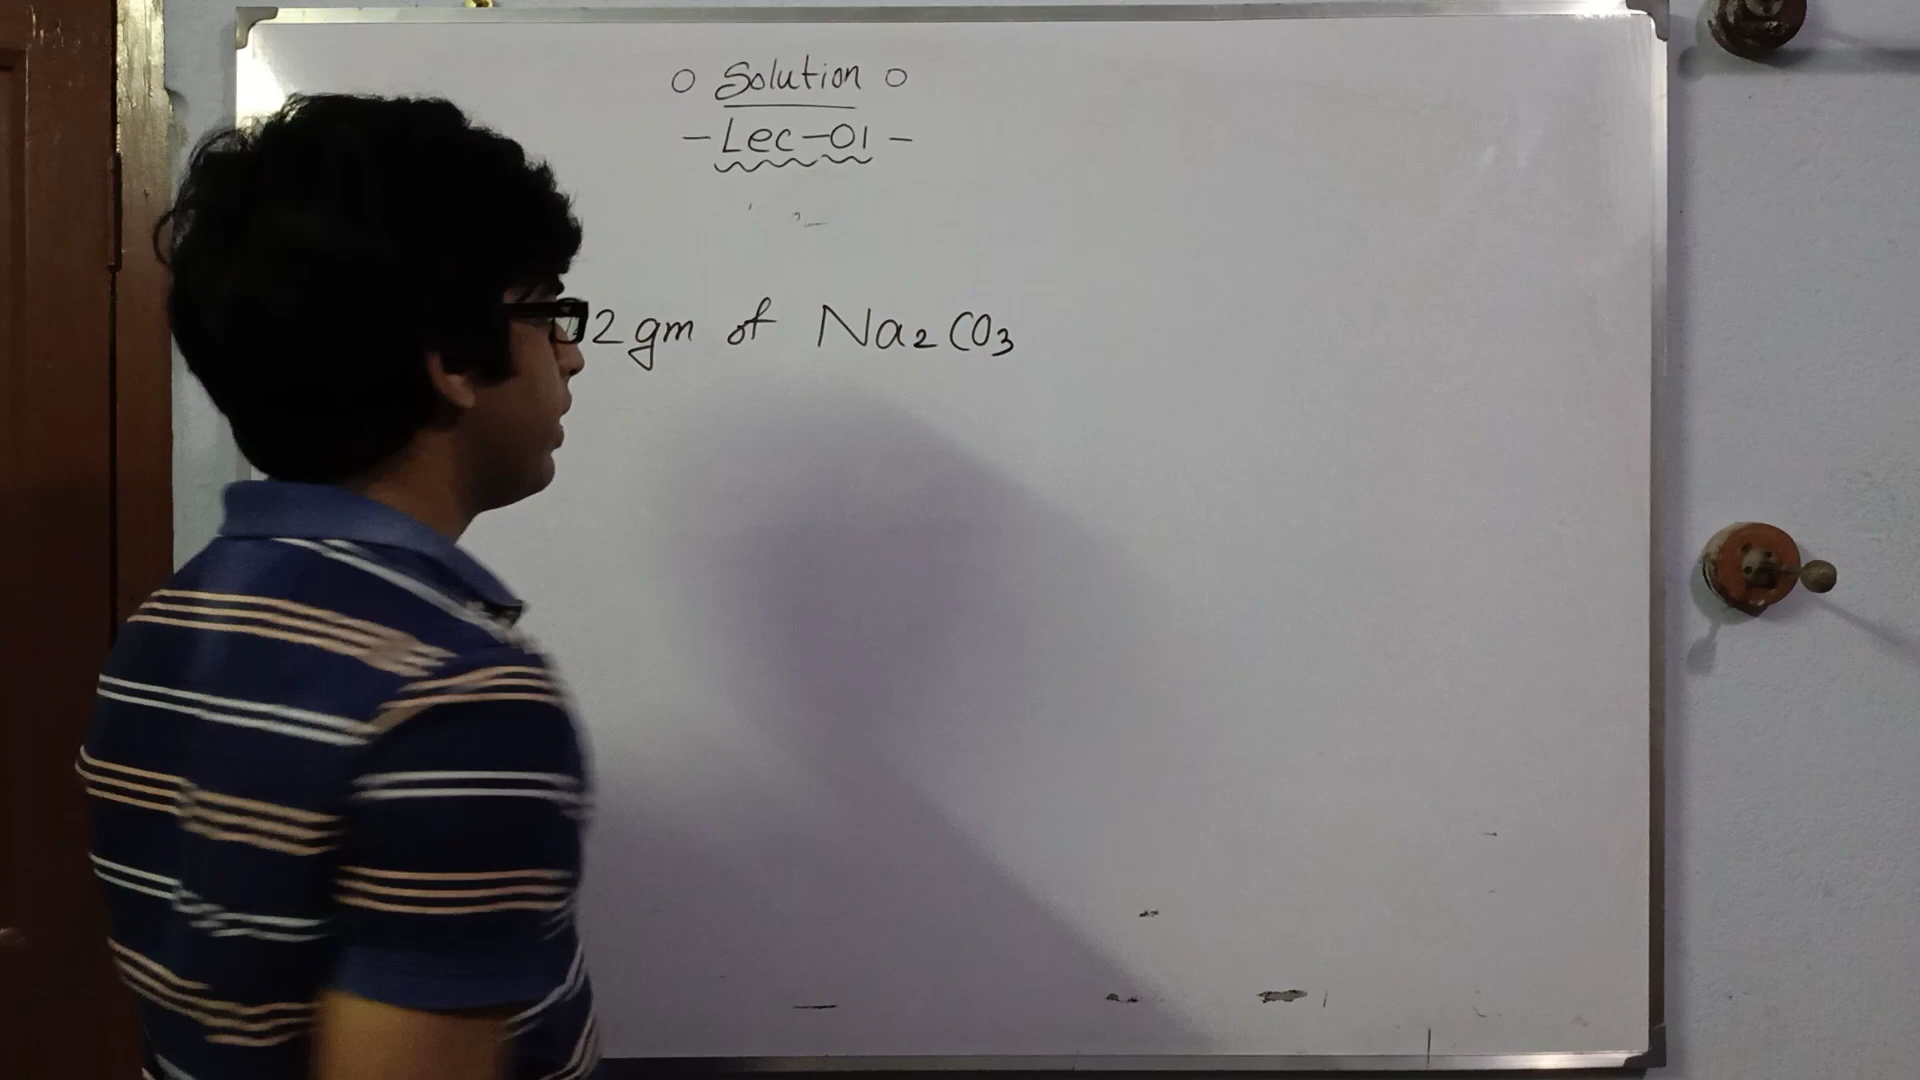 o Solution o
- Lec-01 -
2 gm of Na₂CO₃